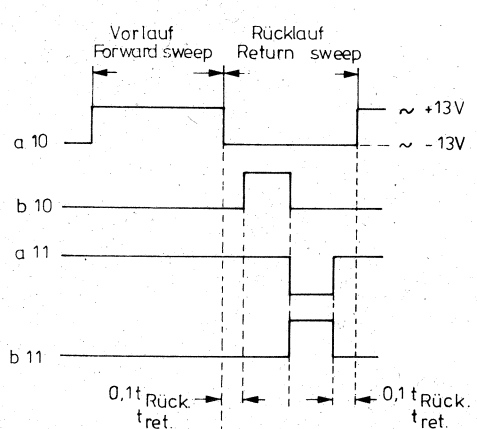 Vorlauf
Forward sweep
Rücklauf
Return sweep
a 10
~ +13V
~ -13V
b 10
a 11
b 11
0,1 t Rück.
t ret.
0,1 t Rück.
t ret.